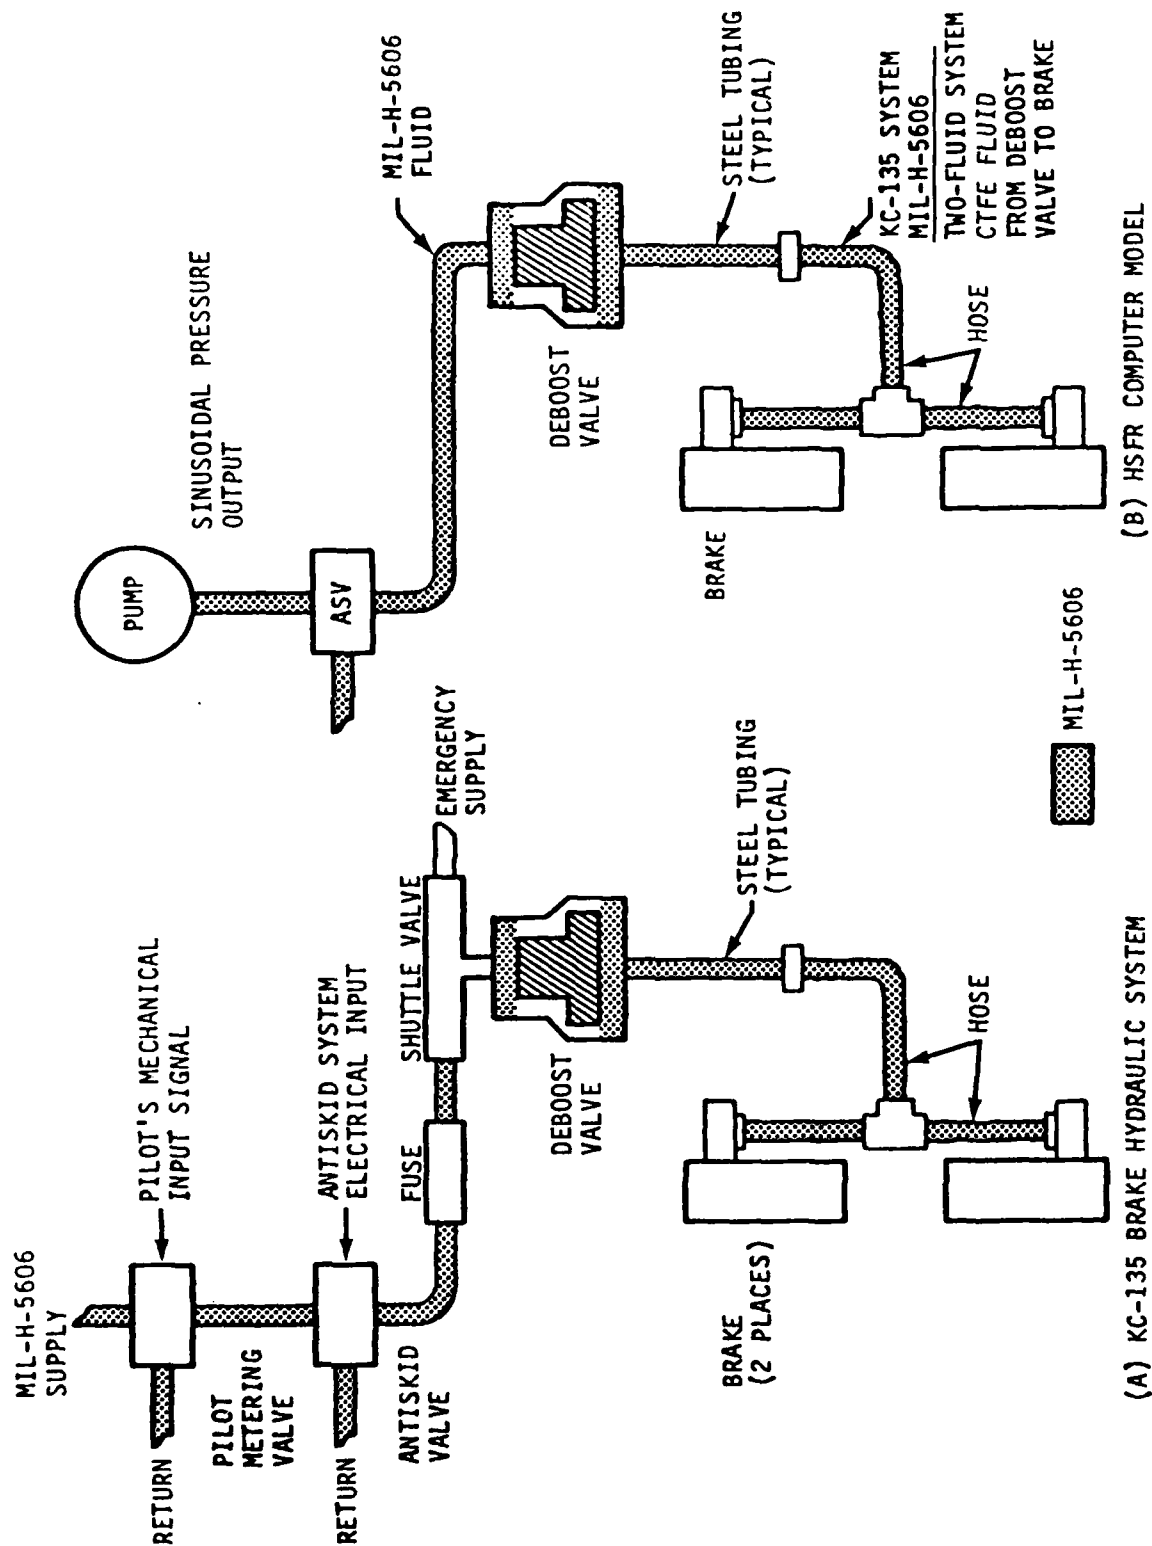 MIL-H-5606
SUPPLY
PILOT'S MECHANICAL
INPUT SIGNAL
RETURN
PILOT
METERING
VALVE
ANTISKID SYSTEM
ELECTRICAL INPUT
RETURN
ANTISKID
VALVE
FUSE
SHUTTLE VALVE
EMERGENCY
SUPPLY
DEBOOST
VALVE
STEEL TUBING
(TYPICAL)
HOSE
BRAKE
(2 PLACES)
(A) KC-135 BRAKE HYDRAULIC SYSTEM
MIL-H-5606
PUMP
SINUSOIDAL PRESSURE
OUTPUT
ASV
MIL-H-5606
FLUID
DEBOOST
VALVE
STEEL TUBING
(TYPICAL)
KC-135 SYSTEM
MIL-H-5606
TWO-FLUID SYSTEM
CTFE FLUID
FROM DEBOOST
VALVE TO BRAKE
HOSE
BRAKE
(B) HSFR COMPUTER MODEL